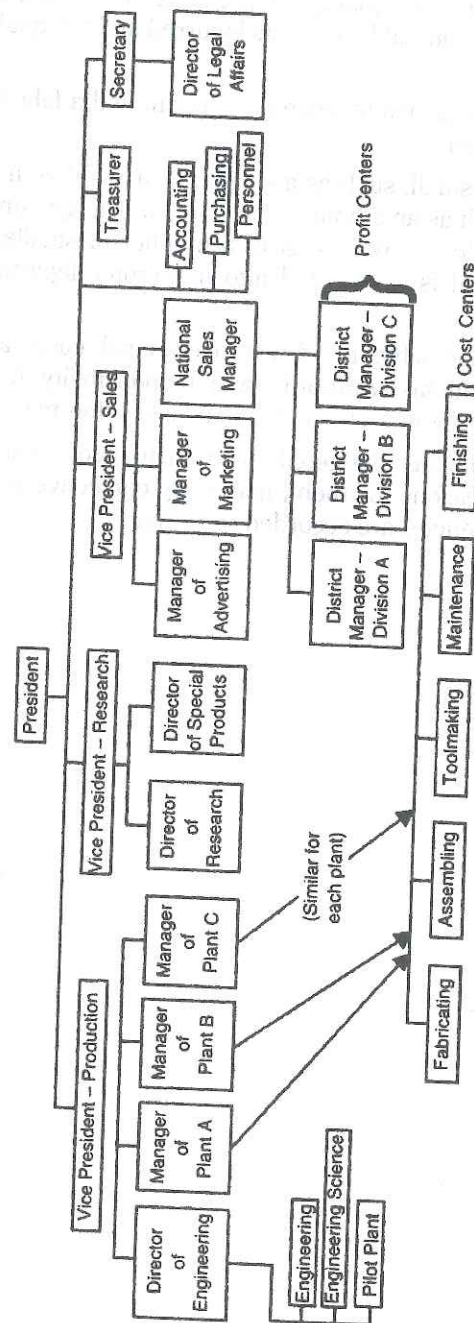 President
Vice President – Production
Vice President – Research
Vice President – Sales
Treasurer
Secretary
Director
of
Engineering
Manager
of
Plant A
Manager
of
Plant B
Manager
of
Plant C
Director
of
Research
Director
of Special
Products
Manager
of
Advertising
Manager
of
Marketing
National
Sales
Manager
Accounting
Purchasing
Personnel
Director
of Legal
Affairs
Engineering
Engineering Science
Pilot Plant
(Similar for
each plant)
District
Manager –
Division A
District
Manager –
Division B
District
Manager –
Division C
Profit Centers
Fabricating
Assembling
Toolmaking
Maintenance
Finishing
Cost Centers